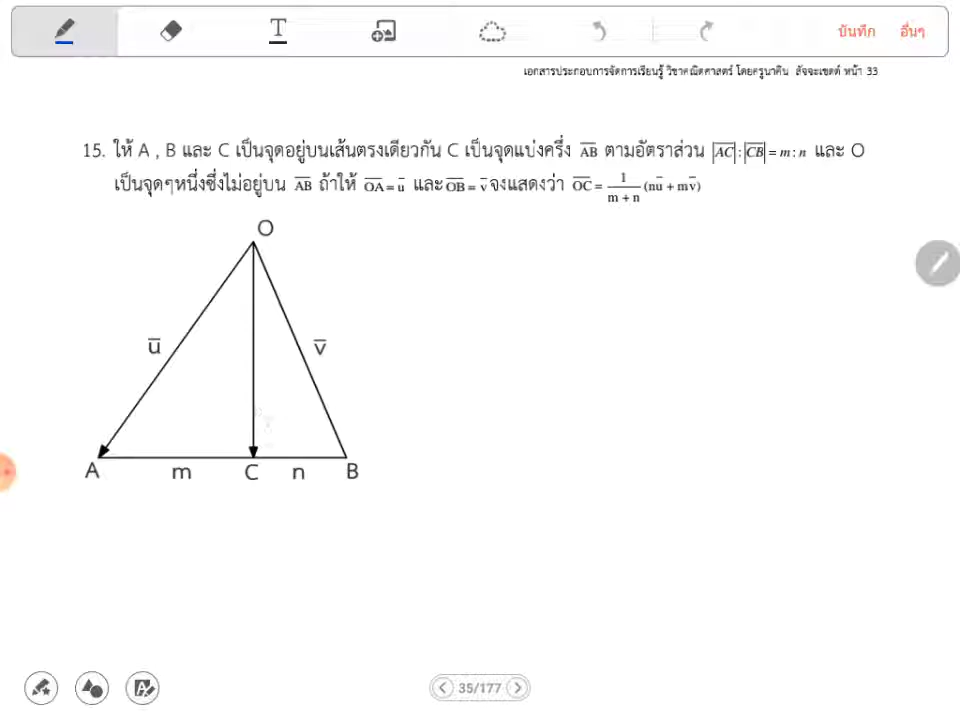 T
บันทึก อื่นๆ
เอกสารประกอบการจัดการเรียนรู้ วิชาคณิตศาสตร์ โดยครูนาคิน สัจจะเขตต์ หน้า 33
15. ให้ A , B และ C เป็นจุดอยู่บนเส้นตรงเดียวกัน C เป็นจุดแบ่งครึ่ง A̅B̅ ตามอัตราส่วน |A̅C̅| : |C̅B̅| = m : n และ O
เป็นจุดๆหนึ่งซึ่งไม่อยู่บน A̅B̅ ถ้าให้ O̅A̅ = u̅ และ O̅B̅ = v̅ จงแสดงว่า O̅C̅ = 1/(m + n) (nu̅ + mv̅)
O
u̅ v̅
A m C n B
35/177